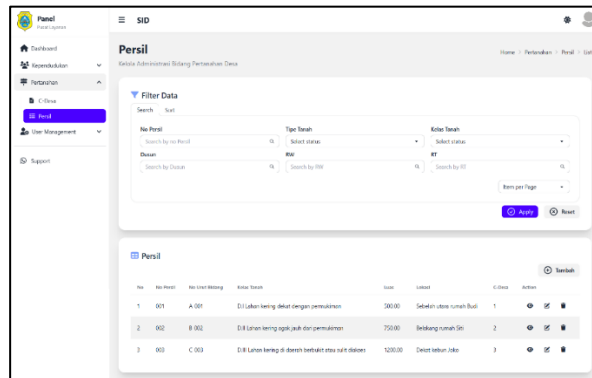 Panel
Panel Layanan
SID
Dashboard
Kependudukan
Pertanahan
C-Desa
Persil
User Management
Support
Persil
Kelola Administrasi Bidang Pertanahan Desa
Home > Pertanahan > Persil > List
Filter Data
Search Sort
No Persil Tipe Tanah Kelas Tanah
Search by no Persil Select status Select status
Dusun RW RT
Search by Dusun Search by RW Search by RT
Item per Page
Apply Reset
Persil
Tambah
No No Persil No Urut Bidang Kelas Tanah Luas Lokasi C-Desa Action
1 001 A 001 D.I Lahan kering dekat dengan permukiman 500.00 Sebelah utara rumah Budi 1
2 002 B 002 D.II Lahan kering agak jauh dari permukiman 750.00 Belakang rumah Siti 2
3 003 C 003 D.III Lahan kering di daerah berbukit atau sulit diakses 1200.00 Dekat kebun Joko 3